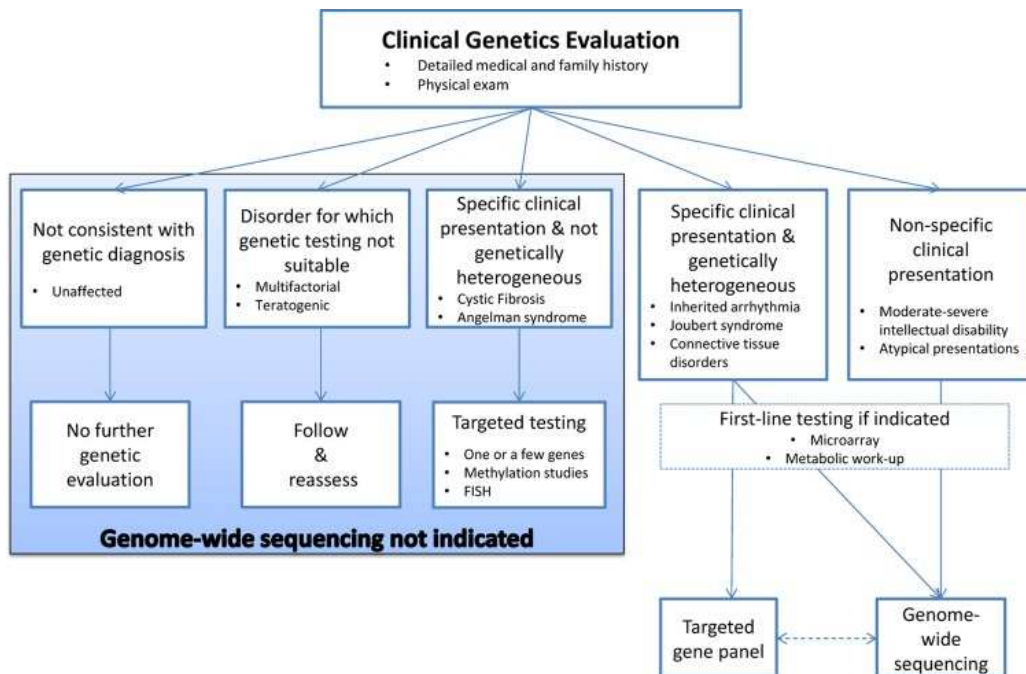 Clinical Genetics Evaluation
• Detailed medical and family history
• Physical exam
Not consistent with
genetic diagnosis
• Unaffected
Disorder for which
genetic testing not
suitable
• Multifactorial
• Teratogenic
Specific clinical
presentation & not
genetically
heterogeneous
• Cystic Fibrosis
• Angelman syndrome
Specific clinical
presentation &
genetically
heterogeneous
• Inherited arrhythmia
• Joubert syndrome
• Connective tissue
disorders
Non-specific
clinical
presentation
• Moderate-severe
intellectual disability
• Atypical presentations
No further
genetic
evaluation
Follow
&
reassess
Targeted testing
• One or a few genes
• Methylation studies
• FISH
First-line testing if indicated
• Microarray
• Metabolic work-up
Genome-wide sequencing not indicated
Targeted
gene panel
Genome-
wide
sequencing